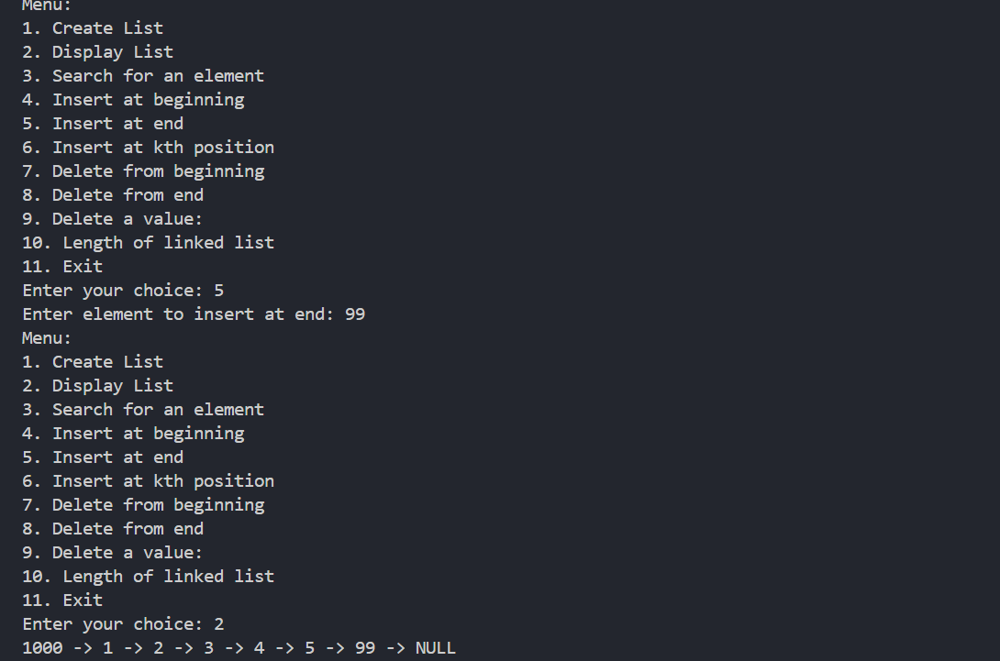 Menu:
1. Create List
2. Display List
3. Search for an element
4. Insert at beginning
5. Insert at end
6. Insert at kth position
7. Delete from beginning
8. Delete from end
9. Delete a value:
10. Length of linked list
11. Exit
Enter your choice: 5
Enter element to insert at end: 99
Menu:
1. Create List
2. Display List
3. Search for an element
4. Insert at beginning
5. Insert at end
6. Insert at kth position
7. Delete from beginning
8. Delete from end
9. Delete a value:
10. Length of linked list
11. Exit
Enter your choice: 2
1000 -> 1 -> 2 -> 3 -> 4 -> 5 -> 99 -> NULL